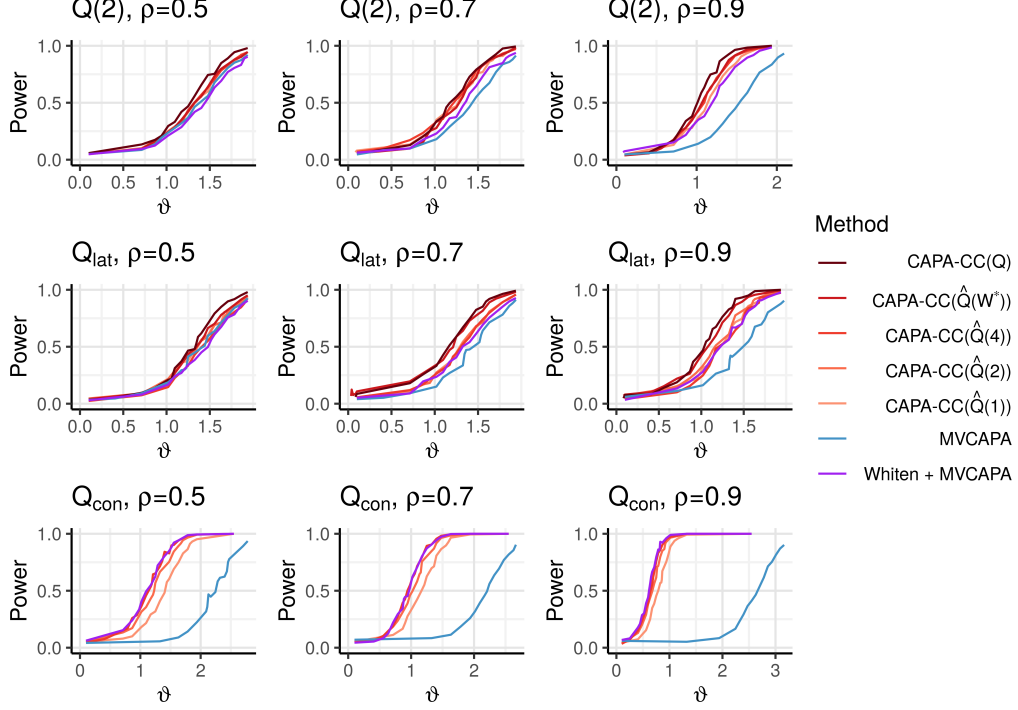 Q(2), ρ=0.5
Q(2), ρ=0.7
Q(2), ρ=0.9
Power
1.0
0.5
0.0
0.0 0.5 1.0 1.5
ϑ
Power
1.0
0.5
0.0
0.0 0.5 1.0 1.5
ϑ
Power
1.0
0.5
0.0
0 1 2
ϑ
Qlat, ρ=0.5
Qlat, ρ=0.7
Qlat, ρ=0.9
Power
1.0
0.5
0.0
0.0 0.5 1.0 1.5
ϑ
Power
1.0
0.5
0.0
0.0 0.5 1.0 1.5
ϑ
Power
1.0
0.5
0.0
0.0 0.5 1.0 1.5
ϑ
Qcon, ρ=0.5
Qcon, ρ=0.7
Qcon, ρ=0.9
Power
1.0
0.5
0.0
0 1 2
ϑ
Power
1.0
0.5
0.0
0 1 2
ϑ
Power
1.0
0.5
0.0
0 1 2 3
ϑ
Method
CAPA-CC(Q)
CAPA-CC(Q̂(W*))
CAPA-CC(Q̂(4))
CAPA-CC(Q̂(2))
CAPA-CC(Q̂(1))
MVCAPA
Whiten + MVCAPA